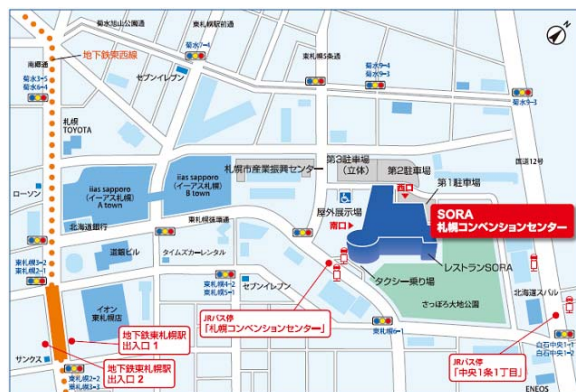 菊水旭山公園通
東札幌駅前通
菊水7-4
東札幌5条通
地下鉄東西線
南郷通
菊水3-5
菊水6-4
セブンイレブン
菊水9-4
菊水9-3
菊水9-3
国道12号
札幌
TOYOTA
札幌市産業振興センター
第3駐車場
(立体)
第2駐車場
第1駐車場
西口
iias sapporo
(イーアス札幌)
A town
iias sapporo
(イーアス札幌)
B town
ローソン
北海道銀行
屋外展示場
南口
SORA
札幌コンベンションセンター
東札幌3-2
東札幌2-1
道銀ビル
タイムズカーレンタル
レストランSORA
タクシー乗り場
さっぽろ大地公園
北海道スバル
東札幌4-2
東札幌5-1
セブンイレブン
イオン
東札幌店
JRバス停
「札幌コンベンションセンター」
東札幌6-1
白石中央1-1
白石中央1-2
サンクス
地下鉄東札幌駅
出入口 1
地下鉄東札幌駅
出入口 2
JRバス停
「中央1条1丁目」
東札幌2-2
ENEOS